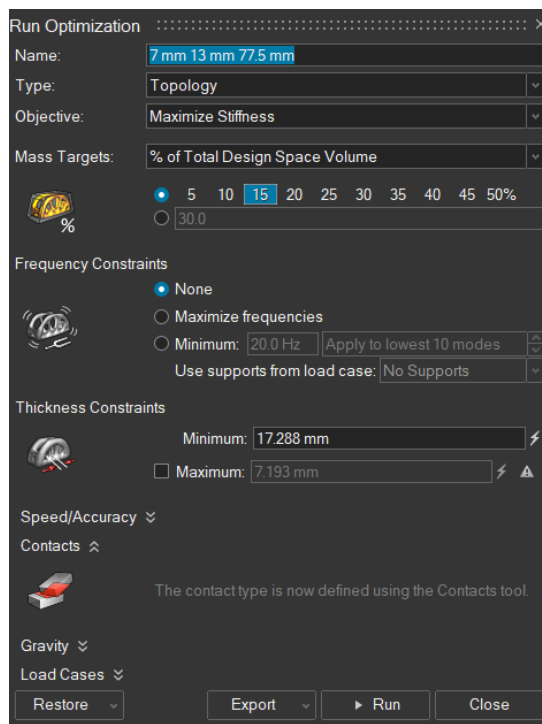 Run Optimization
Name: 7 mm 13 mm 77.5 mm
Type: Topology
Objective: Maximize Stiffness
Mass Targets: % of Total Design Space Volume
5 10 15 20 25 30 35 40 45 50%
%
30.0
Frequency Constraints
None
Maximize frequencies
Minimum: 20.0 Hz Apply to lowest 10 modes
Use supports from load case: No Supports
Thickness Constraints
Minimum: 17.288 mm
Maximum: 7.193 mm
Speed/Accuracy
Contacts
The contact type is now defined using the Contacts tool.
Gravity
Load Cases
Restore Export Run Close